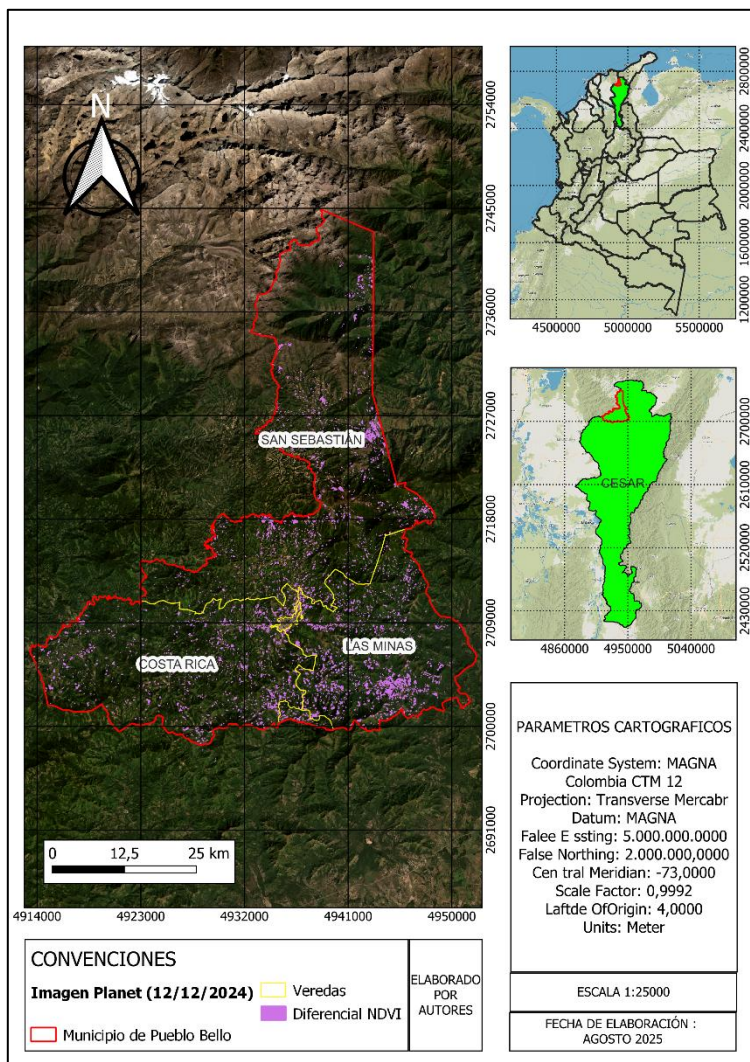 N
2754000
2745000
2736000
2727000
2718000
2709000
2700000
2691000
SAN SEBASTIÁN
COSTA RICA
LAS MINAS
0 12,5 25 km
4914000 4923000 4932000 4941000 4950000
2800000
2400000
2000000
1600000
1200000
4500000 5000000 5500000
CESAR
2700000
2610000
2520000
2430000
4860000 4950000 5040000
PARAMETROS CARTOGRAFICOS
Coordinate System: MAGNA
Colombia CTM 12
Projection: Transverse Mercabr
Datum: MAGNA
Falee E ssting: 5.000.000.0000
False Northing: 2.000.000,0000
Cen tral Meridian: -73,0000
Scale Factor: 0,9992
Laftde OfOrigin: 4,0000
Units: Meter
ESCALA 1:25000
FECHA DE ELABORACIÓN :
AGOSTO 2025
CONVENCIONES
Imagen Planet (12/12/2024)
Veredas
Diferencial NDVI
Municipio de Pueblo Bello
ELABORADO
POR
AUTORES